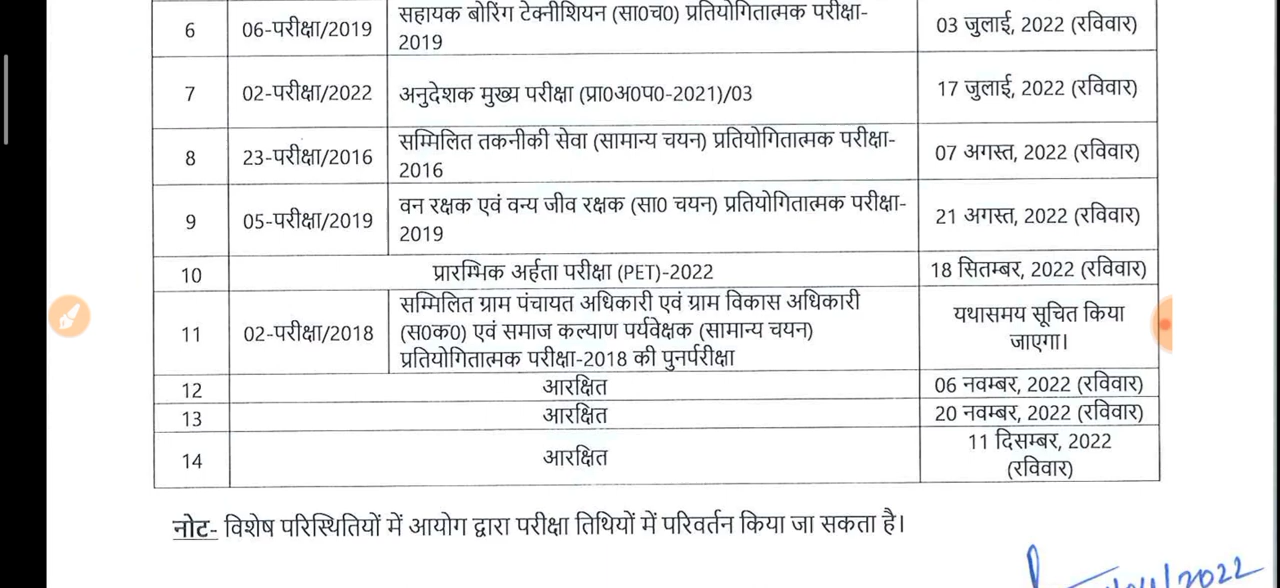 6 06-परीक्षा/2019 सहायक बोरिंग टेक्नीशियन (सा0च0) प्रतियोगितात्मक परीक्षा- 03 जुलाई, 2022 (रविवार)
2019
7 02-परीक्षा/2022 अनुदेशक मुख्य परीक्षा (प्रा0अ0प0-2021)/03 17 जुलाई, 2022 (रविवार)
8 23-परीक्षा/2016 सम्मिलित तकनीकी सेवा (सामान्य चयन) प्रतियोगितात्मक परीक्षा- 07 अगस्त, 2022 (रविवार)
2016
9 05-परीक्षा/2019 वन रक्षक एवं वन्य जीव रक्षक (सा0 चयन) प्रतियोगितात्मक परीक्षा- 21 अगस्त, 2022 (रविवार)
2019
10 प्रारम्भिक अर्हता परीक्षा (PET)-2022 18 सितम्बर, 2022 (रविवार)
11 02-परीक्षा/2018 सम्मिलित ग्राम पंचायत अधिकारी एवं ग्राम विकास अधिकारी यथासमय सूचित किया
(स0क0) एवं समाज कल्याण पर्यवेक्षक (सामान्य चयन) जाएगा।
प्रतियोगितात्मक परीक्षा-2018 की पुनर्परीक्षा
12 आरक्षित 06 नवम्बर, 2022 (रविवार)
13 आरक्षित 20 नवम्बर, 2022 (रविवार)
14 आरक्षित 11 दिसम्बर, 2022
(रविवार)
नोट- विशेष परिस्थितियों में आयोग द्वारा परीक्षा तिथियों में परिवर्तन किया जा सकता है।
/2022